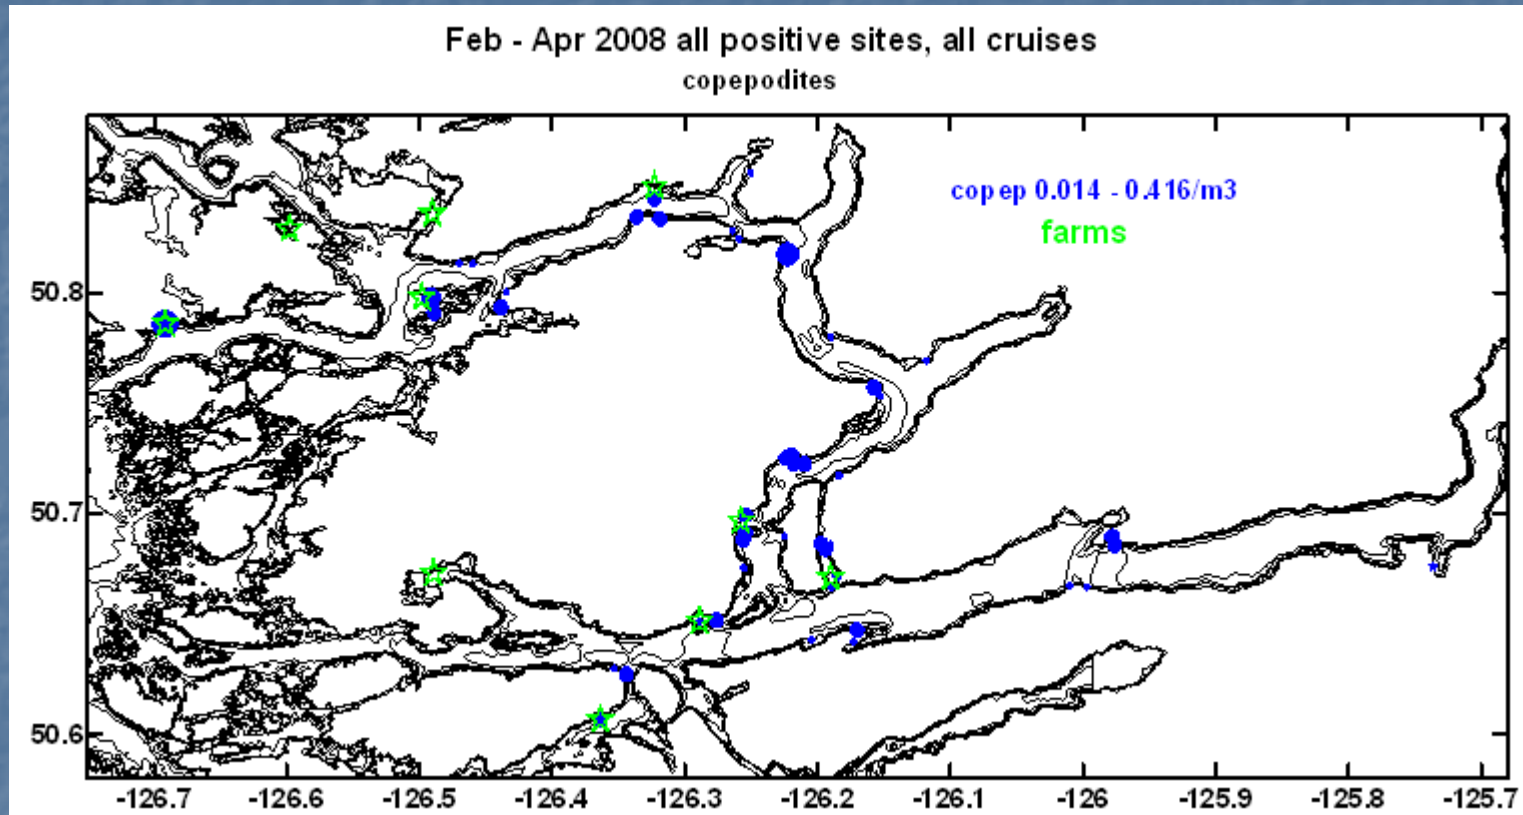 Feb - Apr 2008 all positive sites, all cruises
copepodites
copep 0.014 - 0.416/m3
farms
50.8
50.7
50.6
-126.7 -126.6 -126.5 -126.4 -126.3 -126.2 -126.1 -126 -125.9 -125.8 -125.7